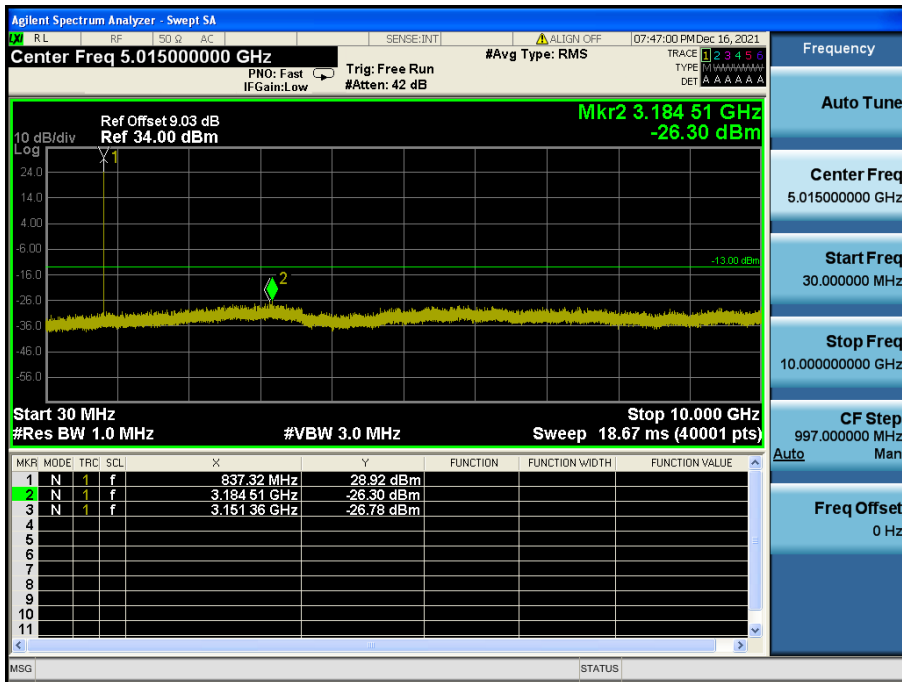 Agilent Spectrum Analyzer - Swept SA
LXI RL RF 50 Ω AC SENSE:INT ALIGN OFF 07:47:00 PM Dec 16, 2021
Center Freq 5.015000000 GHz #Avg Type: RMS TRACE 1 2 3 4 5 6
PNO: Fast Trig: Free Run TYPE M WWWWW
IFGain:Low #Atten: 42 dB DET A A A A A A
Mkr2 3.184 51 GHz
-26.30 dBm
Ref Offset 9.03 dB
10 dB/div Ref 34.00 dBm
Log
1
24.0
14.0
4.00
-6.00
-13.00 dBm
-16.0
2
-26.0
-36.0
-46.0
-56.0
Start 30 MHz Stop 10.000 GHz
#Res BW 1.0 MHz #VBW 3.0 MHz Sweep 18.67 ms (40001 pts)
MKR MODE TRC SCL X Y FUNCTION FUNCTION WIDTH FUNCTION VALUE
1 N 1 f 837.32 MHz 28.92 dBm
2 N 1 f 3.184 51 GHz -26.30 dBm
3 N 1 f 3.151 36 GHz -26.78 dBm
4
5
6
7
8
9
10
11
MSG STATUS
Frequency
Auto Tune
Center Freq
5.015000000 GHz
Start Freq
30.000000 MHz
Stop Freq
10.000000000 GHz
CF Step
997.000000 MHz
Auto Man
Freq Offset
0 Hz